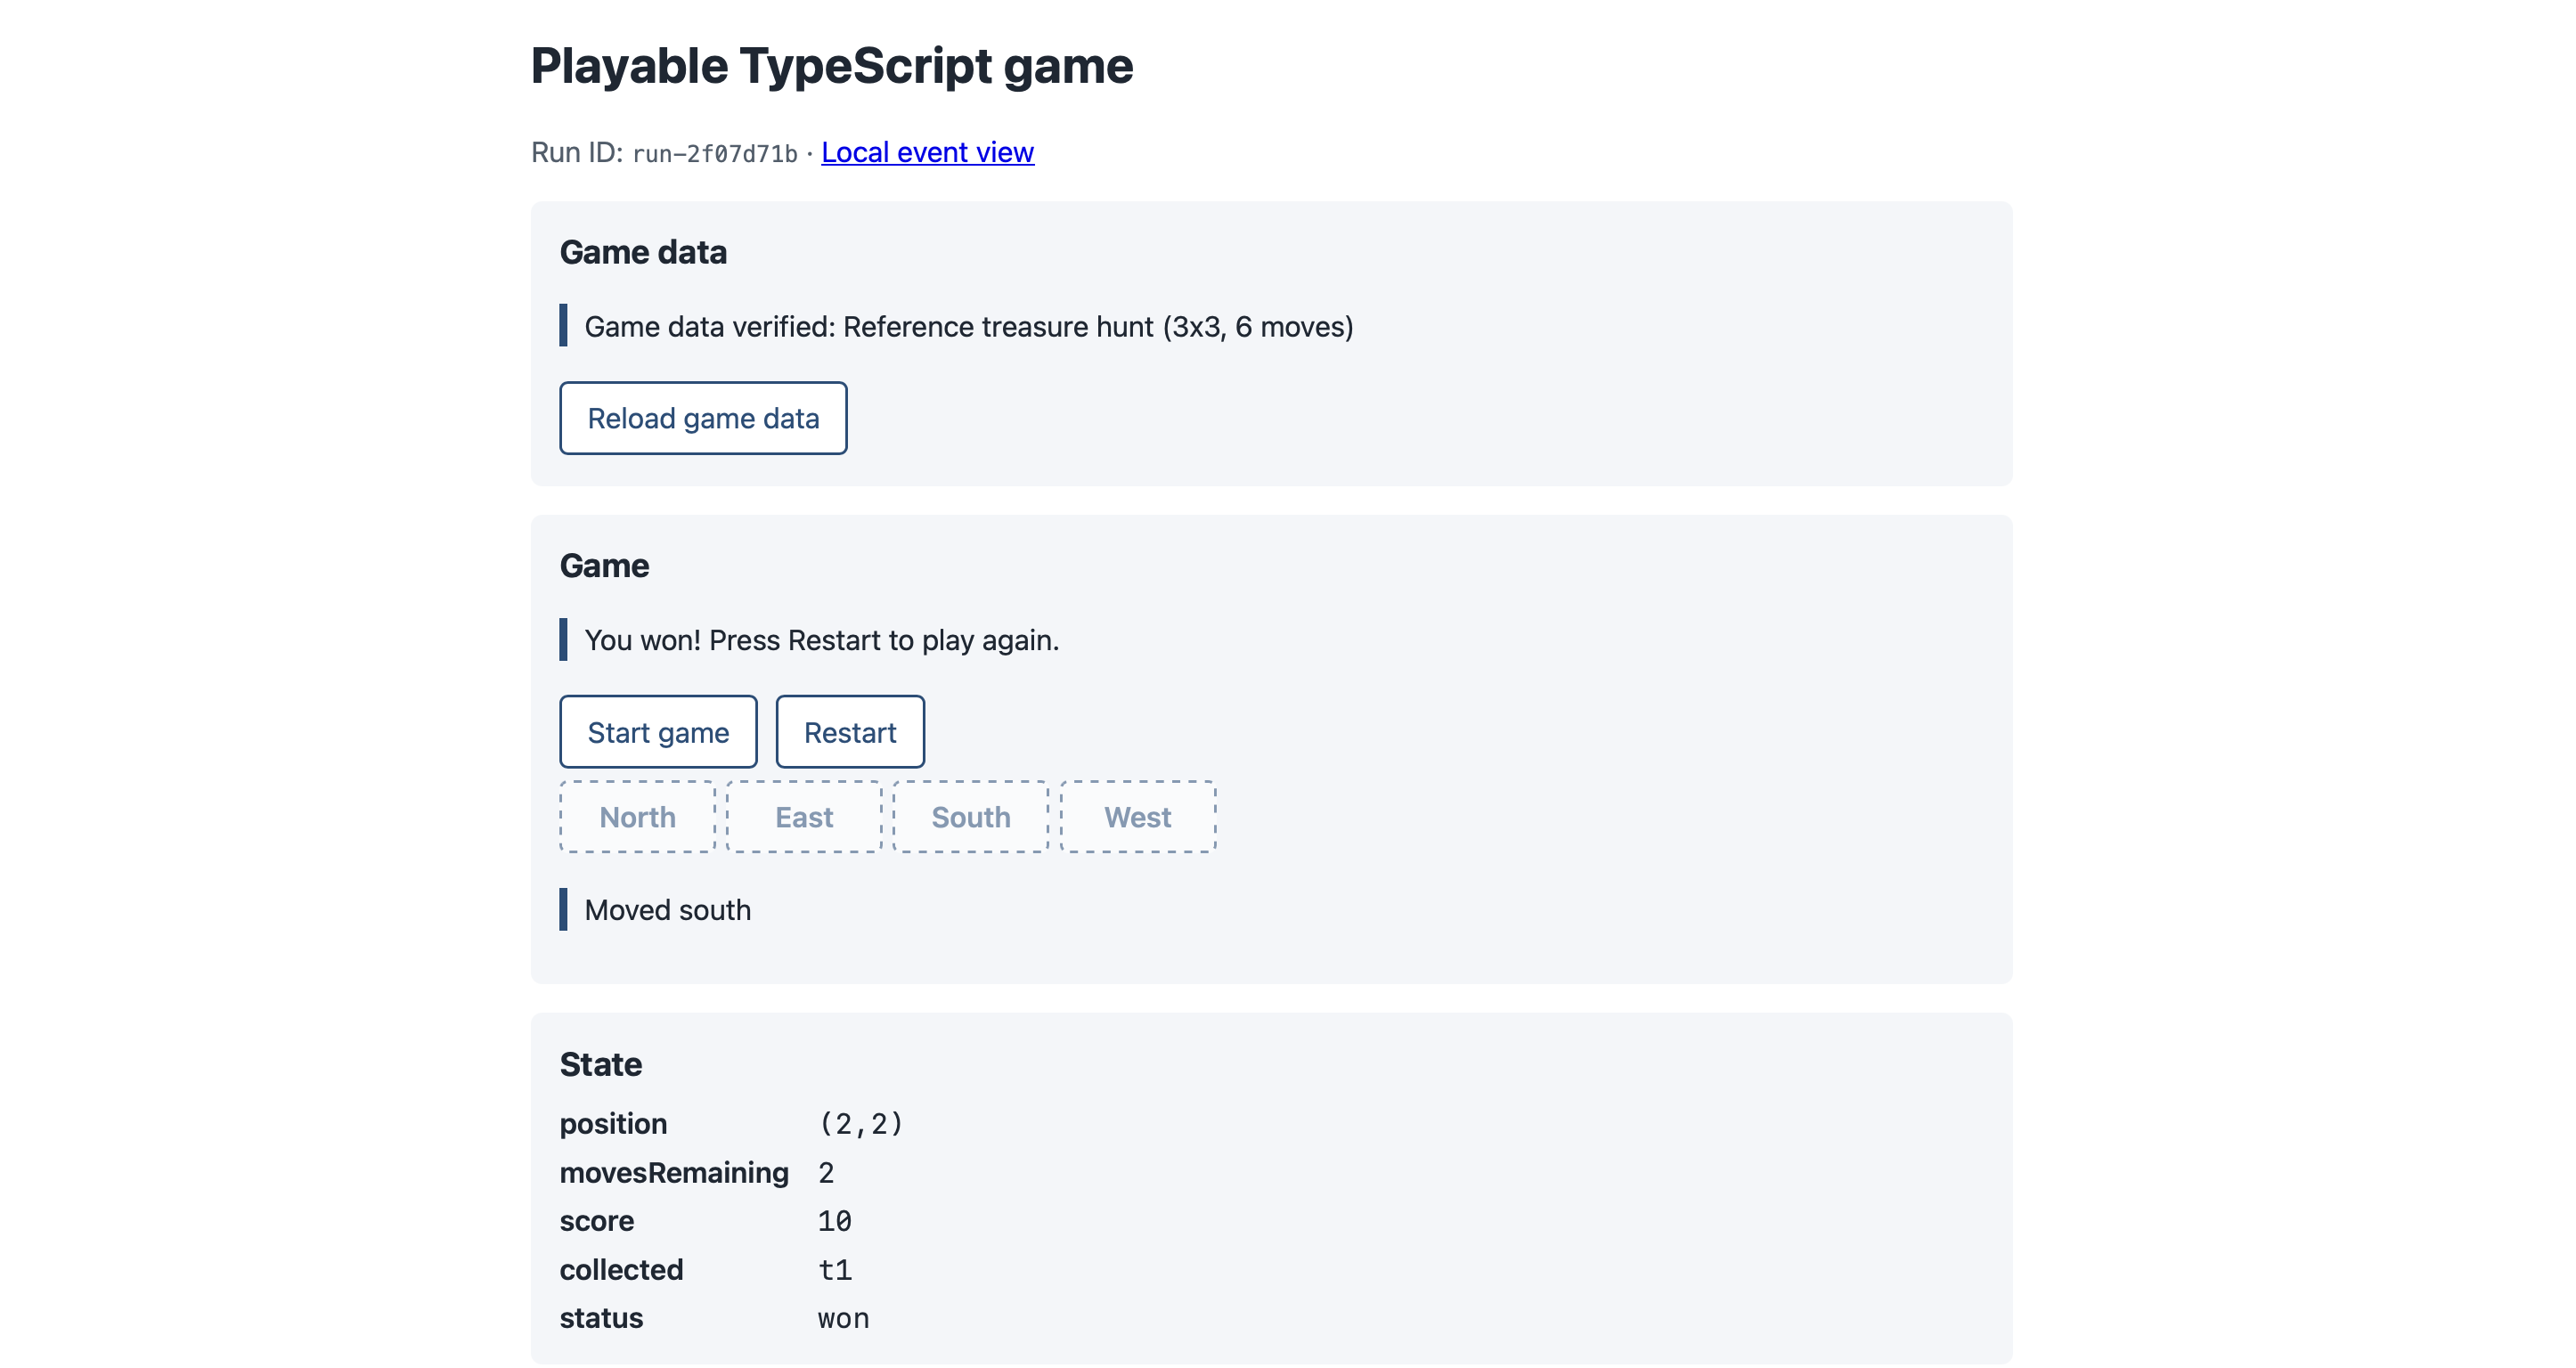 Playable TypeScript game
Run ID: run-2f07d71b · Local event view
Game data
Game data verified: Reference treasure hunt (3x3, 6 moves)
Reload game data
Game
You won! Press Restart to play again.
Start game Restart
North East South West
Moved south
State
position (2,2)
movesRemaining 2
score 10
collected t1
status won